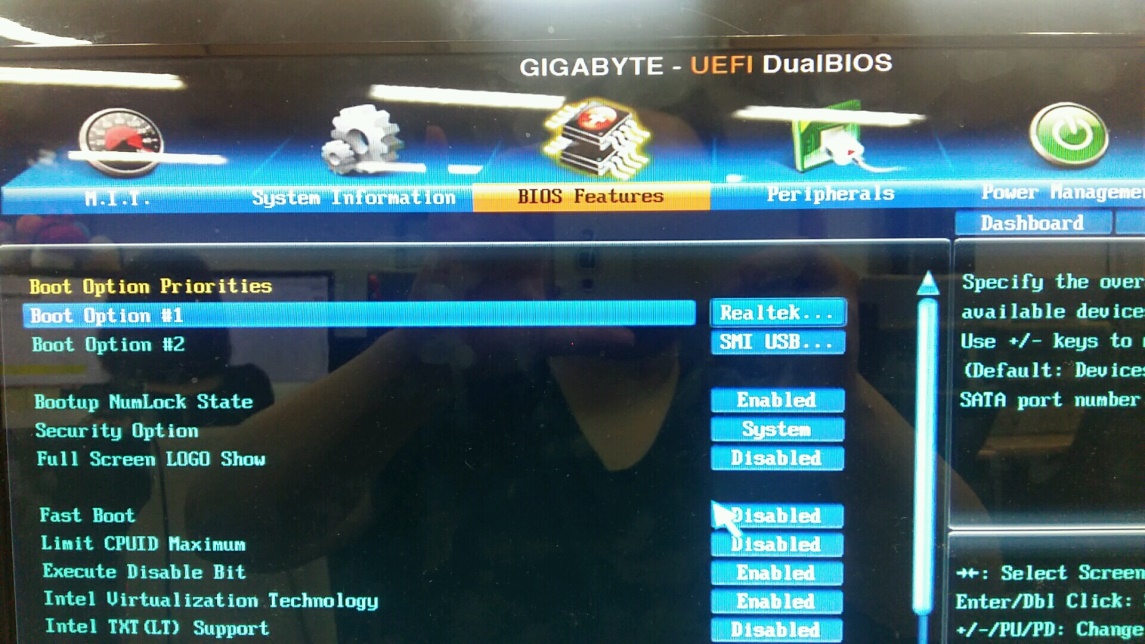 GIGABYTE - UEFI DualBIOS
M.I.T. System Information BIOS Features Peripherals Power Manageme
Dashboard
Boot Option Priorities
Boot Option #1 Realtek...
Boot Option #2 SMI USB...
Bootup NumLock State Enabled
Security Option System
Full Screen LOGO Show Disabled
Fast Boot Disabled
Limit CPUID Maximum Disabled
Execute Disable Bit Enabled
Intel Virtualization Technology Enabled
Intel TXT(LT) Support Disabled
Specify the over
available device
Use +/- keys to
(Default: Devices
SATA port number
→←: Select Screen
Enter/Dbl Click:
+/-/PU/PD: Change